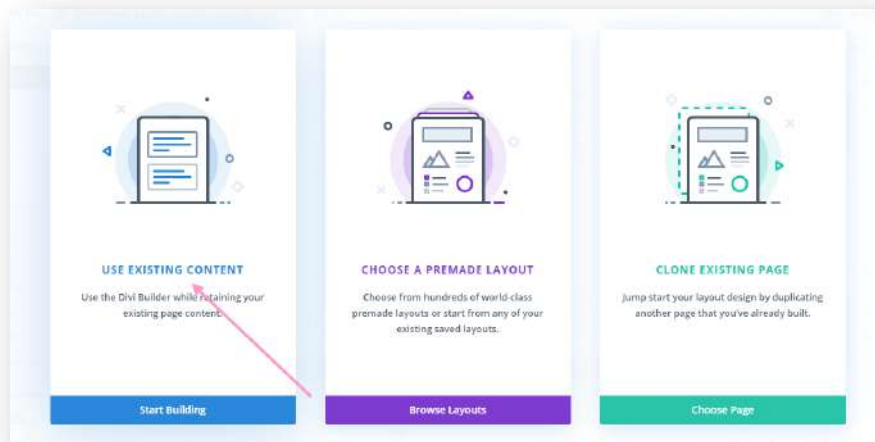 USE EXISTING CONTENT
Use the Divi Builder while retaining your
existing page content.
Start Building
CHOOSE A PREMADE LAYOUT
Choose from hundreds of world-class
premade layouts or start from any of your
existing saved layouts.
Browse Layouts
CLONE EXISTING PAGE
Jump start your layout design by duplicating
another page that you've already built.
Choose Page